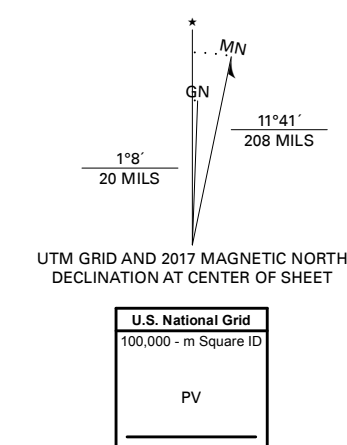 ★
MN
GN
11°41´
208 MILS
1°8´
20 MILS
UTM GRID AND 2017 MAGNETIC NORTH
DECLINATION AT CENTER OF SHEET
U.S. National Grid
100,000 - m Square ID
PV